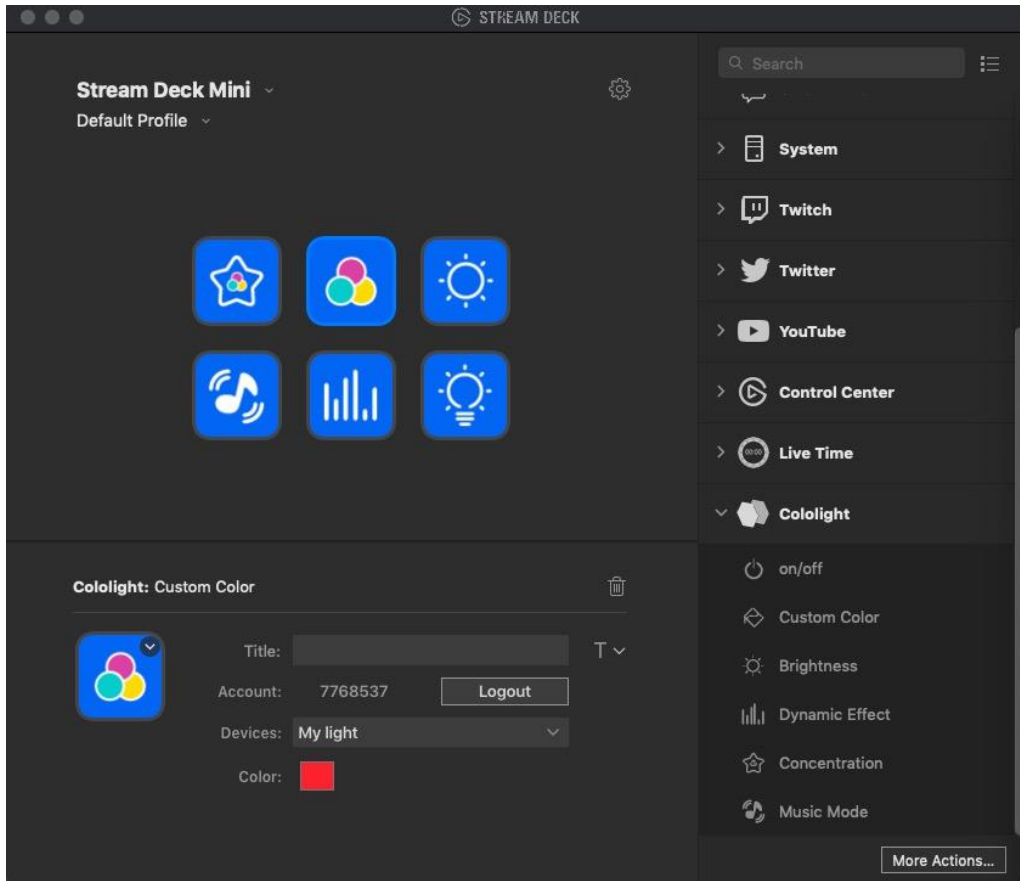 STREAM DECK
Stream Deck Mini
Default Profile
Search
System
Twitch
Twitter
YouTube
Control Center
00:00 Live Time
Cololight
on/off
Custom Color
Brightness
Dynamic Effect
Concentration
Music Mode
More Actions...
Cololight: Custom Color
Title:
T
Account: 7768537 Logout
Devices: My light
Color: